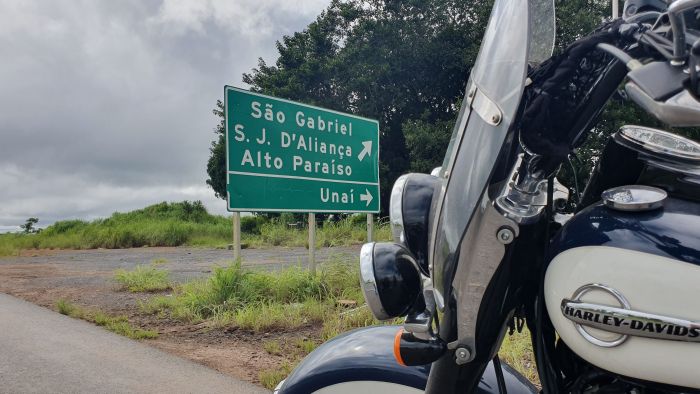 São Gabriel
S. J. D'Aliança
Alto Paraíso
Unaí
HARLEY-DAVIDS